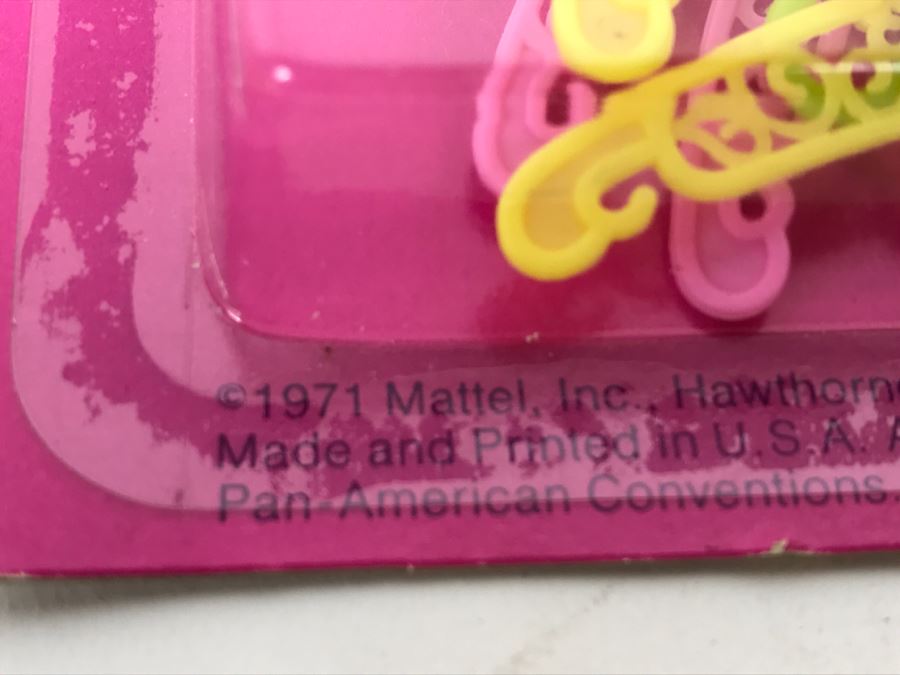 ©1971 Mattel, Inc., Hawthorne
Made and Printed in U.S.A. A
Pan-American Conventions.